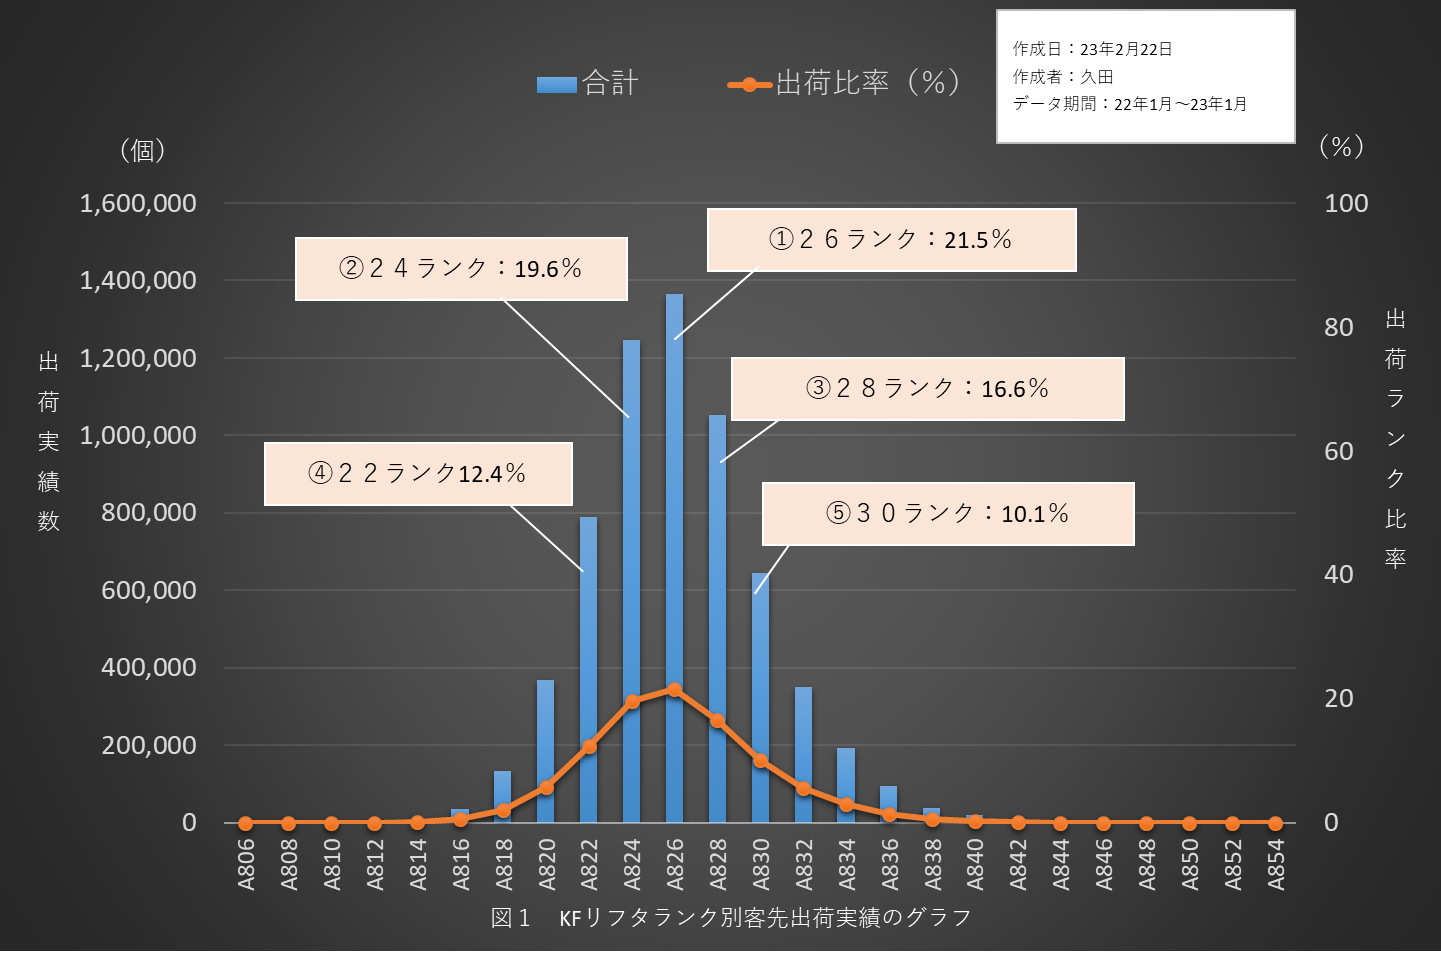 合計
出荷比率（%）
作成日：23年2月22日
作成者：久田
データ期間：22年1月～23年1月
（個）
（%）
1,600,000
1,400,000
1,200,000
1,000,000
800,000
600,000
400,000
200,000
0
出荷実績数
①２６ランク：21.5%
②２４ランク：19.6%
③２８ランク：16.6%
④２２ランク12.4%
⑤３０ランク：10.1%
100
80
60
40
20
0
出荷ランク比率
A806
A808
A810
A812
A814
A816
A818
A820
A822
A824
A826
A828
A830
A832
A834
A836
A838
A840
A842
A844
A846
A848
A850
A852
A854
図１　KFリフタランク別客先出荷実績のグラフ